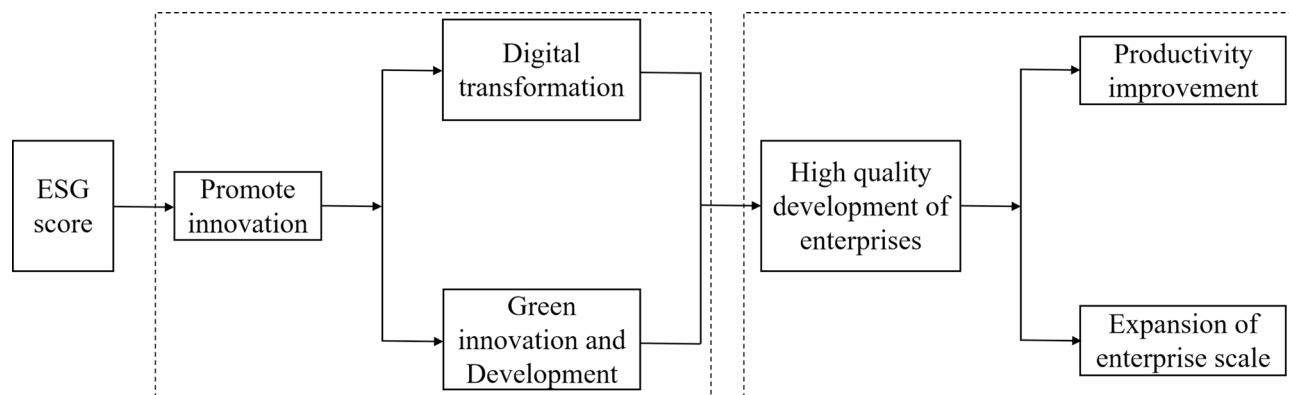 ESG
score
Promote
innovation
Digital
transformation
Green
innovation and
Development
High quality
development of
enterprises
Productivity
improvement
Expansion of
enterprise scale